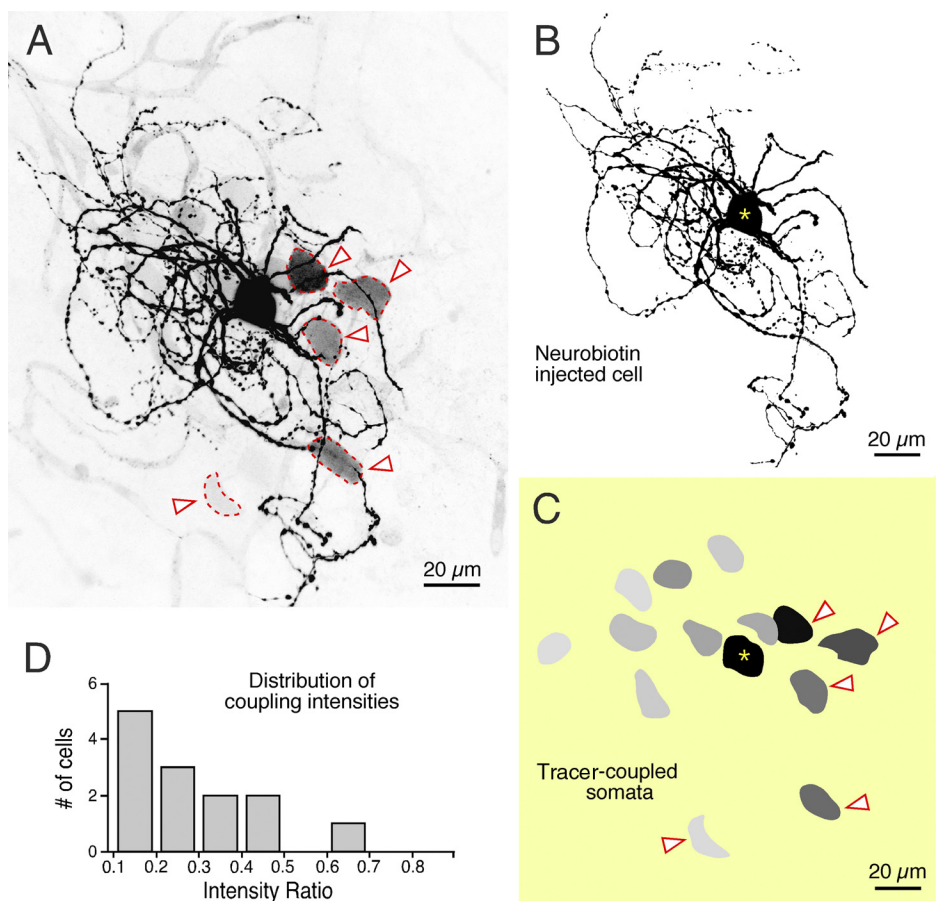 A
20 µm
B
*
Neurobiotin
injected cell
20 µm
C
*
Tracer-coupled
somata
20 µm
D
Distribution of
coupling intensities
# of cells
6
4
2
0
0.1 0.2 0.3 0.4 0.5 0.6 0.7 0.8
Intensity Ratio